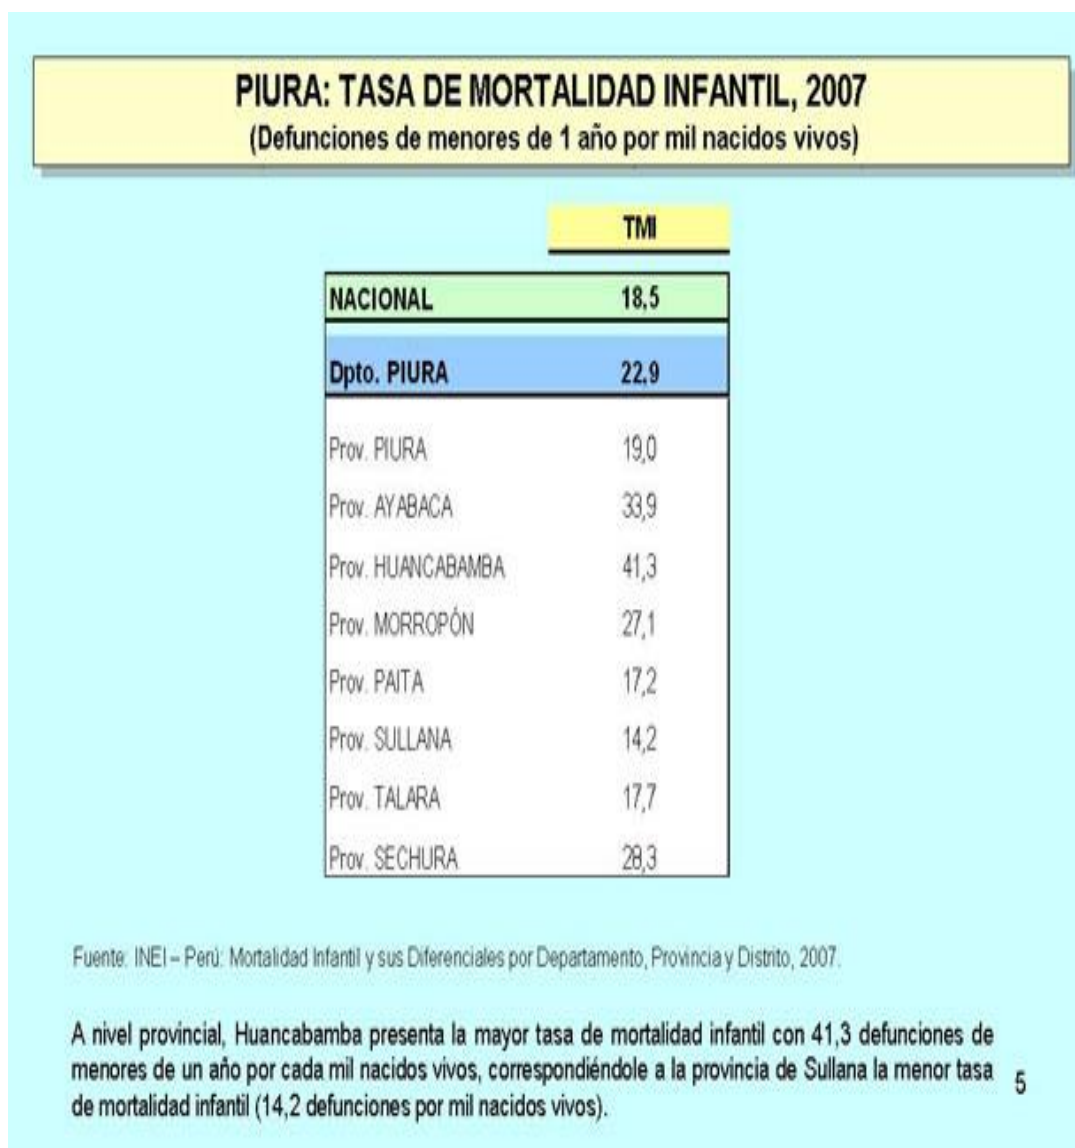 PIURA: TASA DE MORTALIDAD INFANTIL, 2007
(Defunciones de menores de 1 año por mil nacidos vivos)
TMI
NACIONAL 18,5
Dpto. PIURA 22,9
Prov. PIURA 19,0
Prov. AYABACA 33,9
Prov. HUANCABAMBA 41,3
Prov. MORROPÓN 27,1
Prov. PAITA 17,2
Prov. SULLANA 14,2
Prov. TALARA 17,7
Prov. SECHURA 28,3
Fuente: INEI – Perú: Mortalidad Infantil y sus Diferenciales por Departamento, Provincia y Distrito, 2007.
A nivel provincial, Huancabamba presenta la mayor tasa de mortalidad infantil con 41,3 defunciones de
menores de un año por cada mil nacidos vivos, correspondiéndole a la provincia de Sullana la menor tasa
de mortalidad infantil (14,2 defunciones por mil nacidos vivos).
5